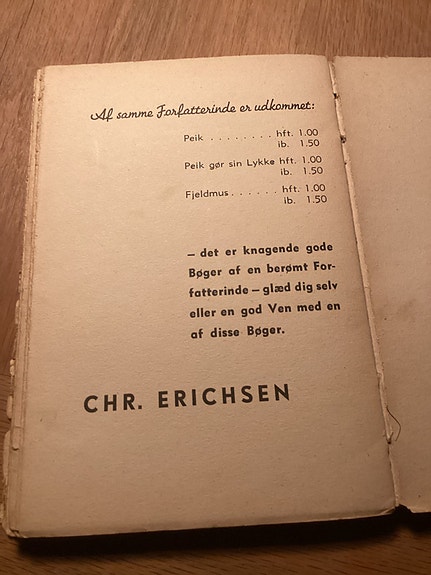 Af samme Forfatterinde er udkommet:
Peik . . . . . . . . hft. 1.00
ib. 1.50
Peik gør sin Lykke hft. 1.00
ib. 1.50
Fjeldmus . . . . . . hft. 1.00
ib. 1.50
– det er knagende gode
Bøger af en berømt For-
fatterinde – glæd dig selv
eller en god Ven med en
af disse Bøger.
CHR. ERICHSEN